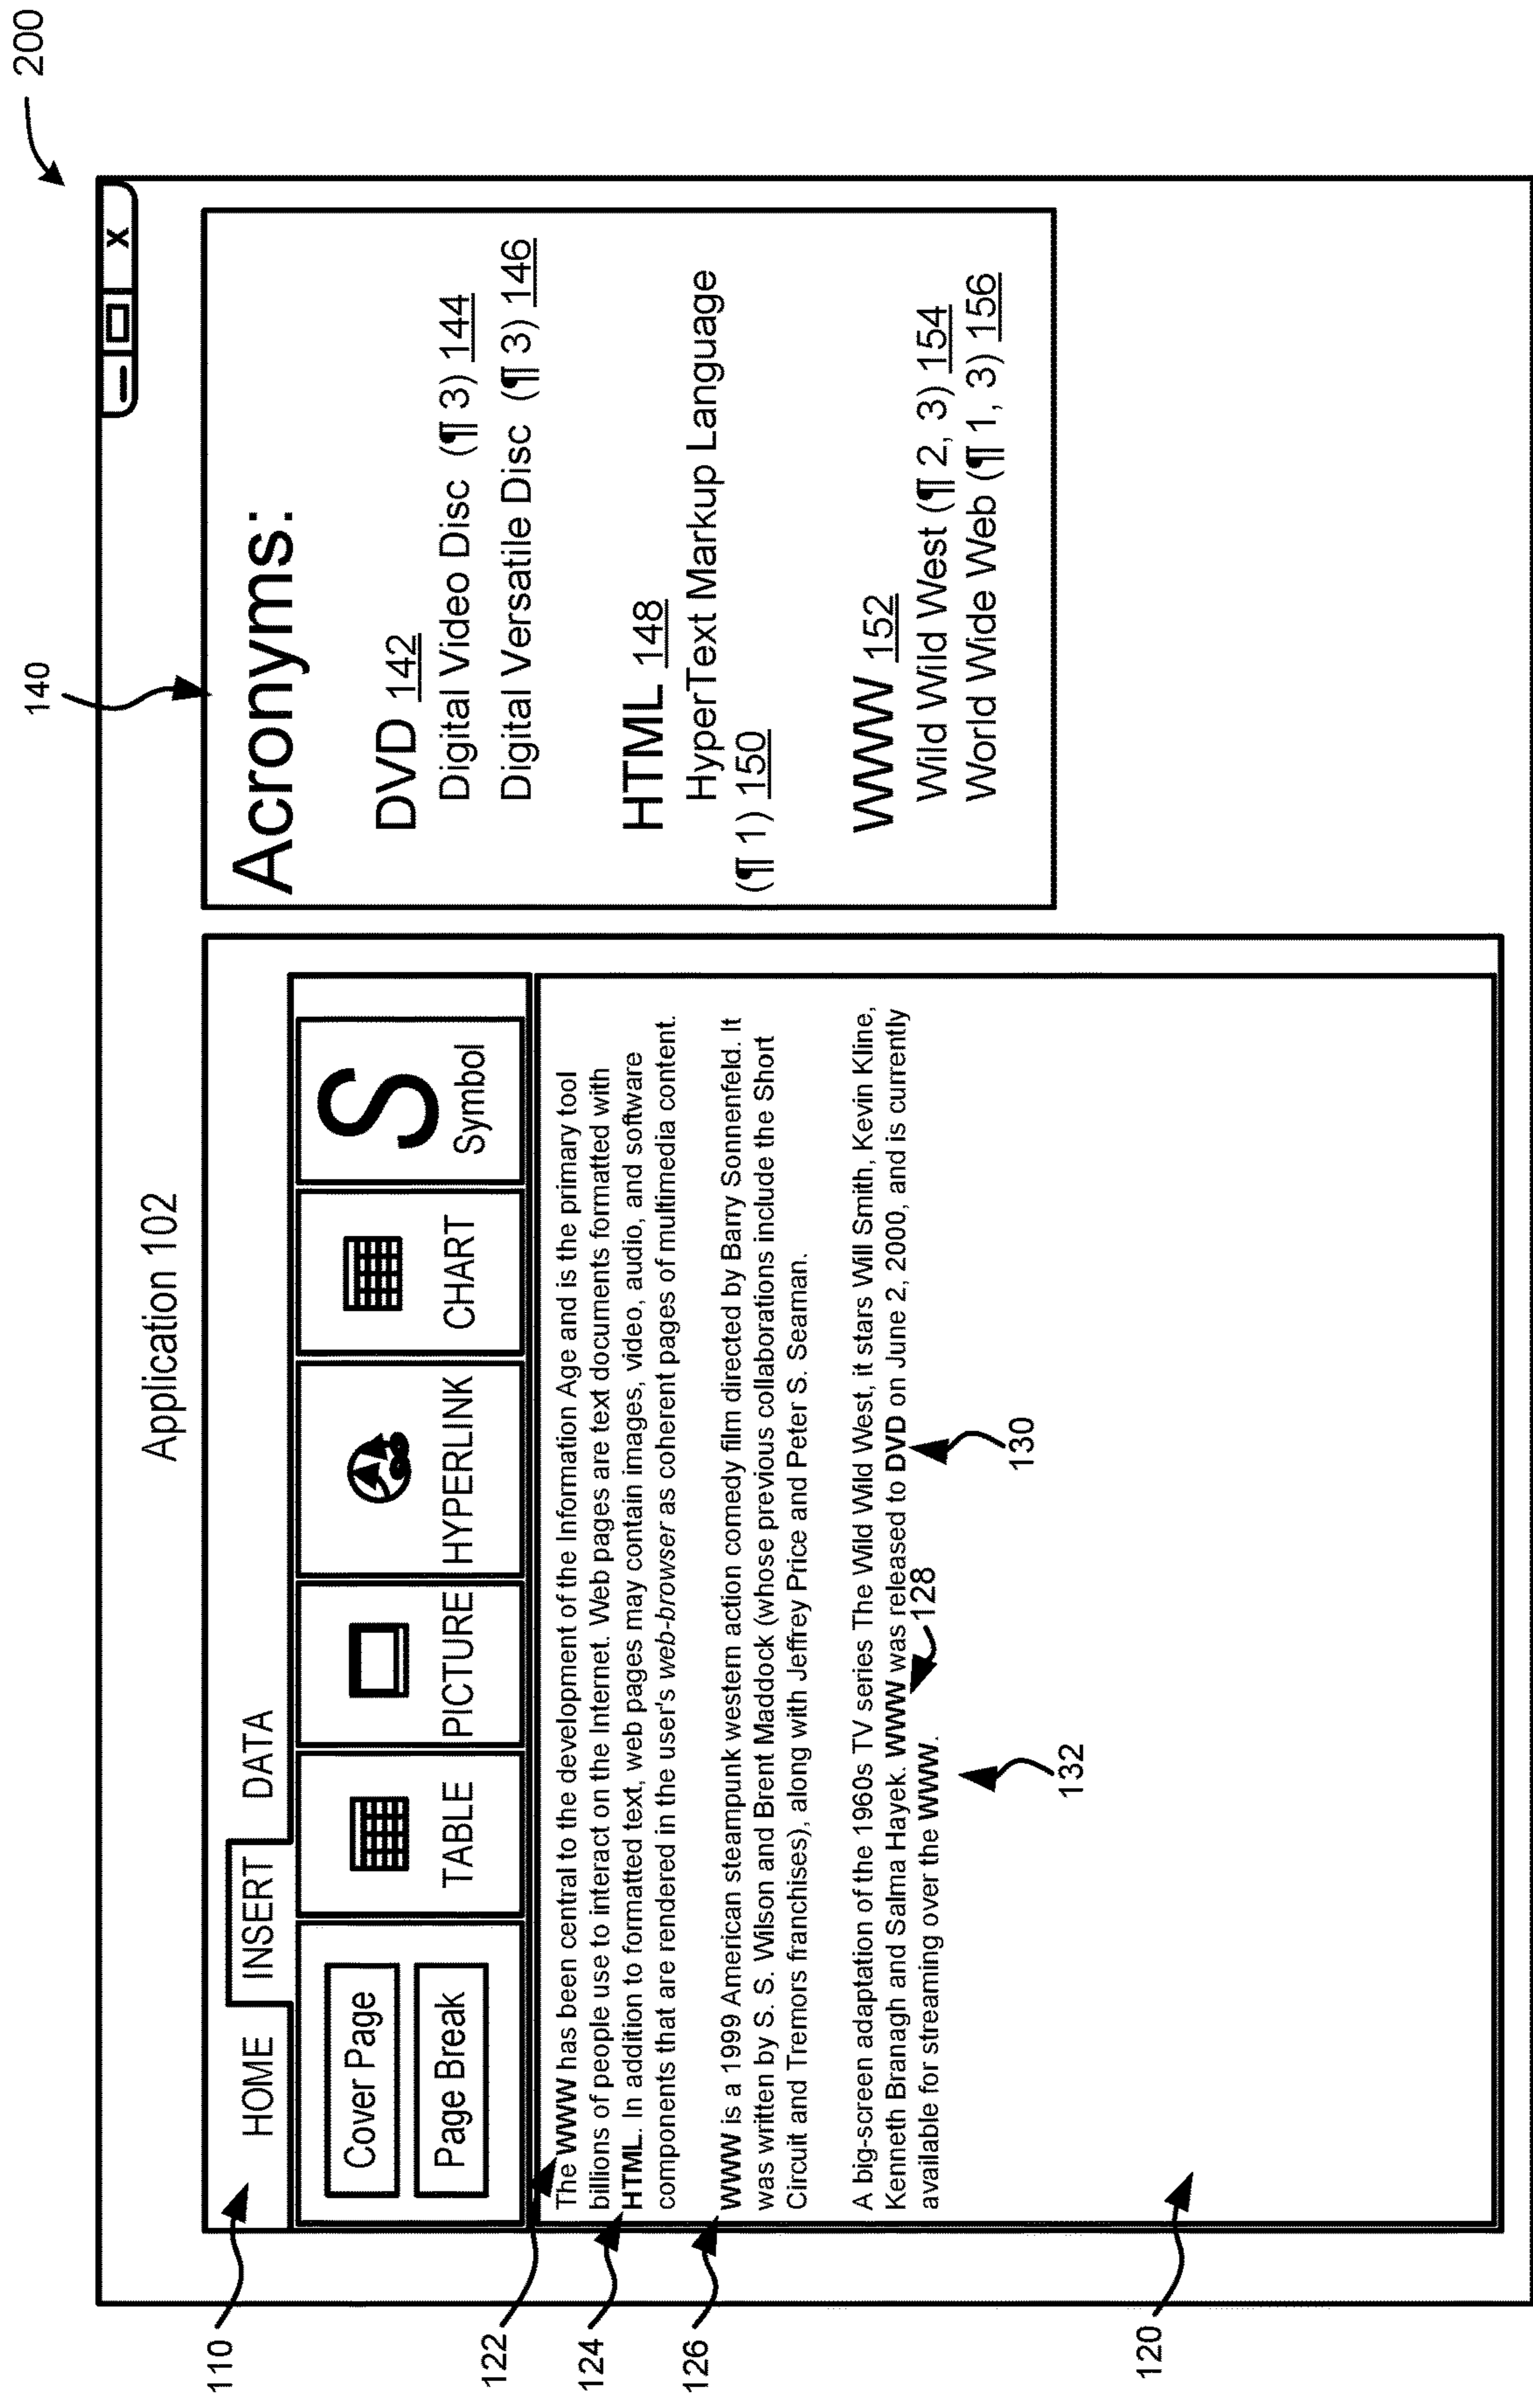 200
Application 102
– X
110
HOME INSERT DATA
Cover Page
Page Break
TABLE
PICTURE
HYPERLINK
CHART
S
Symbol
122
The WWW has been central to the development of the Information Age and is the primary tool
billions of people use to interact on the Internet. Web pages are text documents formatted with
124
HTML. In addition to formatted text, web pages may contain images, video, audio, and software
components that are rendered in the user's web-browser as coherent pages of multimedia content.
126
WWW is a 1999 American steampunk western action comedy film directed by Barry Sonnenfeld. It
was written by S. S. Wilson and Brent Maddock (whose previous collaborations include the Short
Circuit and Tremors franchises), along with Jeffrey Price and Peter S. Seaman.
A big-screen adaptation of the 1960s TV series The Wild Wild West, it stars Will Smith, Kevin Kline,
Kenneth Branagh and Salma Hayek. WWW was released to DVD on June 2, 2000, and is currently
available for streaming over the WWW.
128
130
132
120
140
Acronyms:
DVD 142
Digital Video Disc (¶ 3) 144
Digital Versatile Disc (¶ 3) 146
HTML 148
HyperText Markup Language
(¶ 1) 150
WWW 152
Wild Wild West (¶ 2, 3) 154
World Wide Web (¶ 1, 3) 156